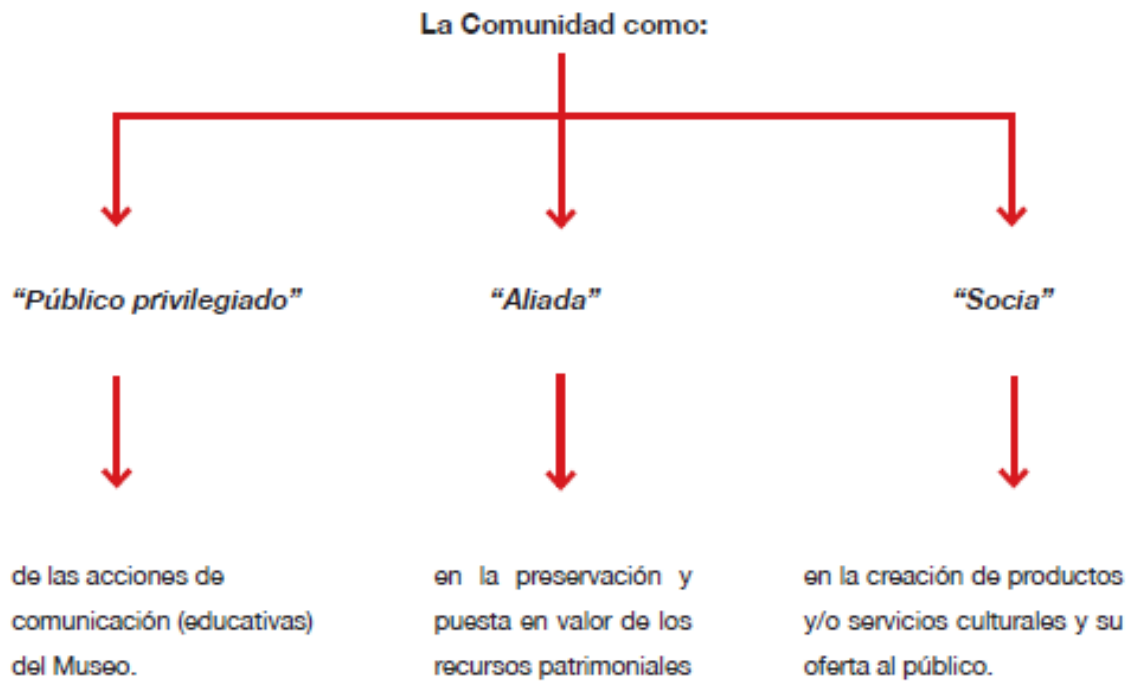 La Comunidad como:
“Público privilegiado”
“Aliada”
“Socia”
de las acciones de
comunicación (educativas)
del Museo.
en la preservación y
puesta en valor de los
recursos patrimoniales
en la creación de productos
y/o servicios culturales y su
oferta al público.